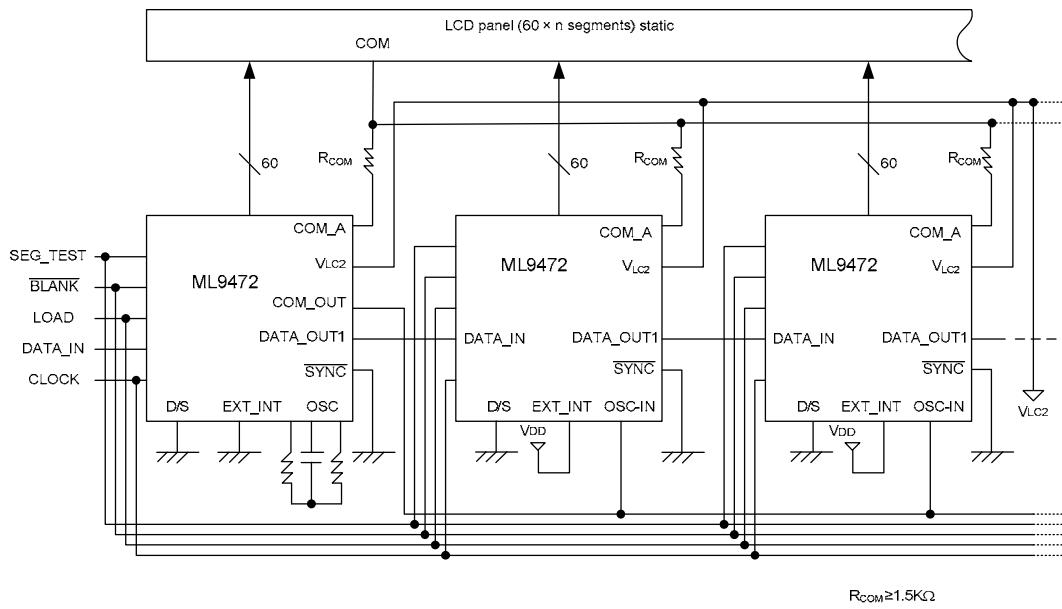 LCD panel (60 × n segments) static
COM
RCOM
RCOM
RCOM
60
60
60
SEG_TEST
BLANK
LOAD
DATA_IN
CLOCK
COM_A
VLC2
ML9472
COM_OUT
DATA_OUT1
SYNC
D/S
EXT_INT
OSC
COM_A
ML9472
VLC2
DATA_IN
DATA_OUT1
SYNC
D/S
EXT_INT
OSC-IN
VDD
COM_A
ML9472
VLC2
DATA_IN
DATA_OUT1
SYNC
D/S
EXT_INT
OSC-IN
VDD
VLC2
RCOM≥1.5KΩ